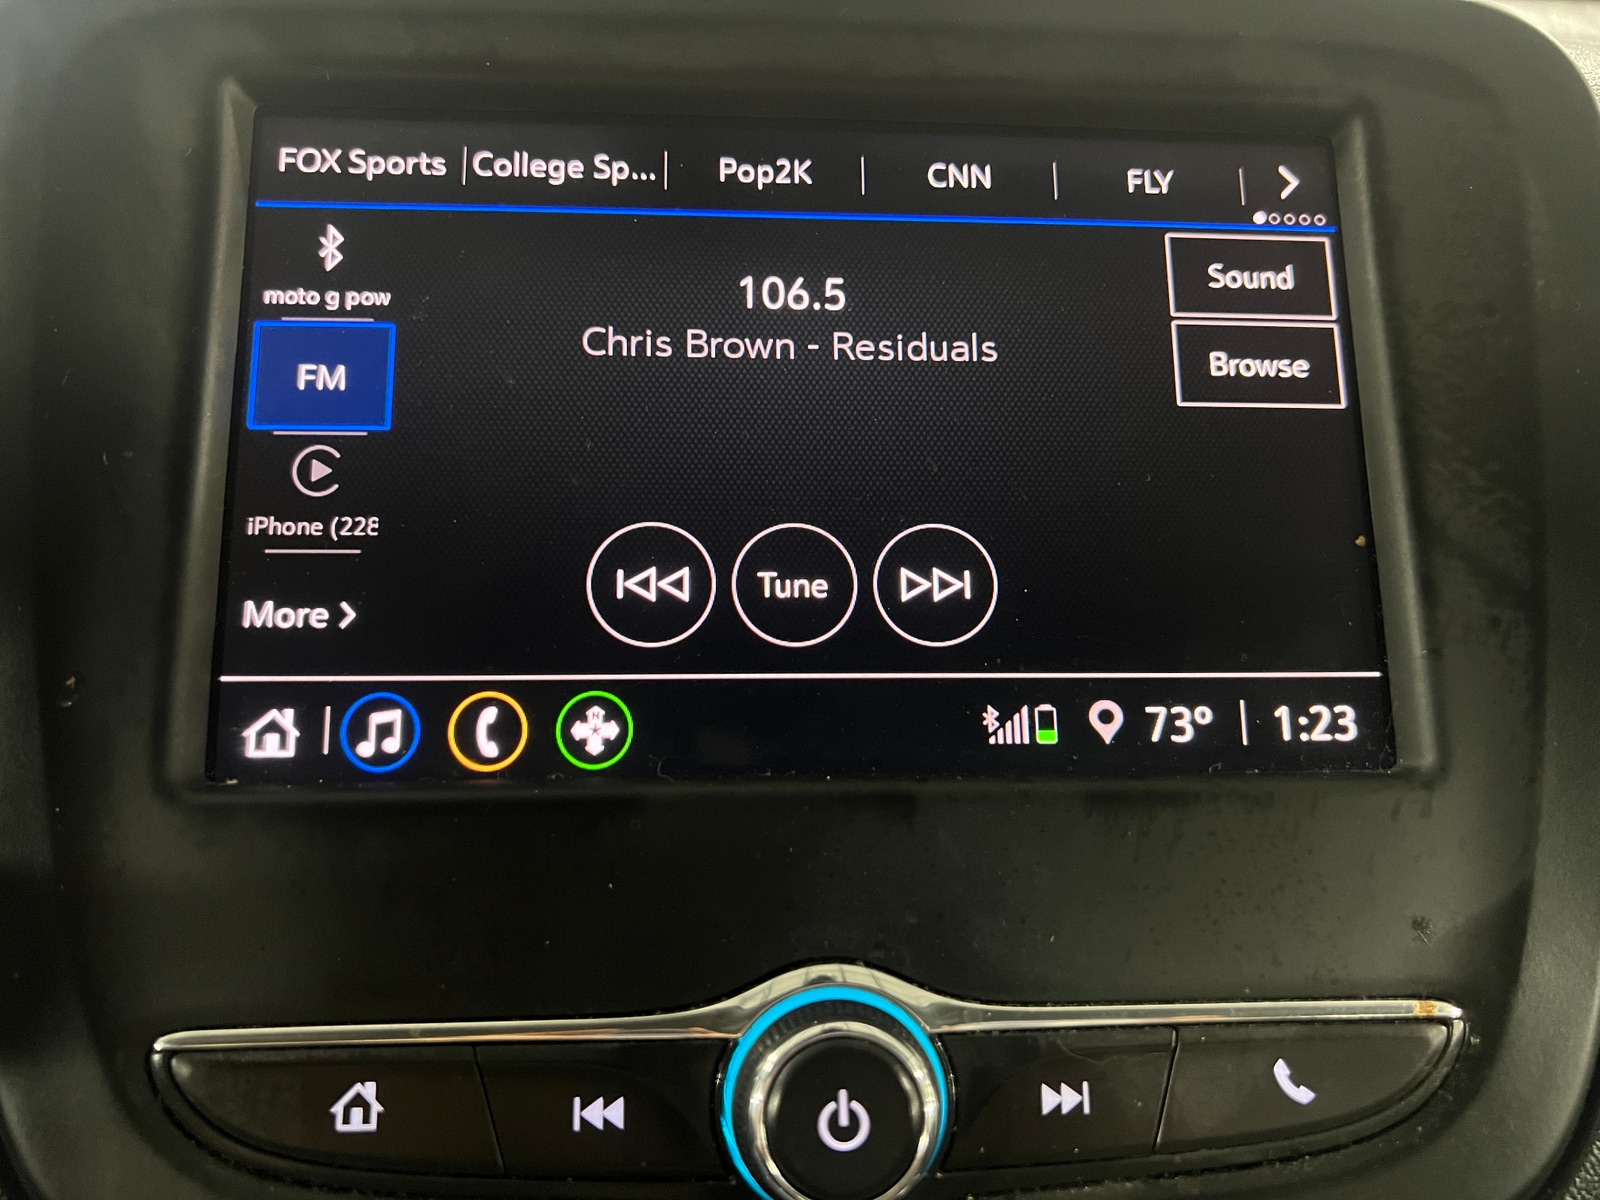 FOX Sports | College Sp... | Pop2K | CNN | FLY |
moto g pow
106.5
Sound
Chris Brown - Residuals
FM
Browse
iPhone (228
Tune
More
73° | 1:23